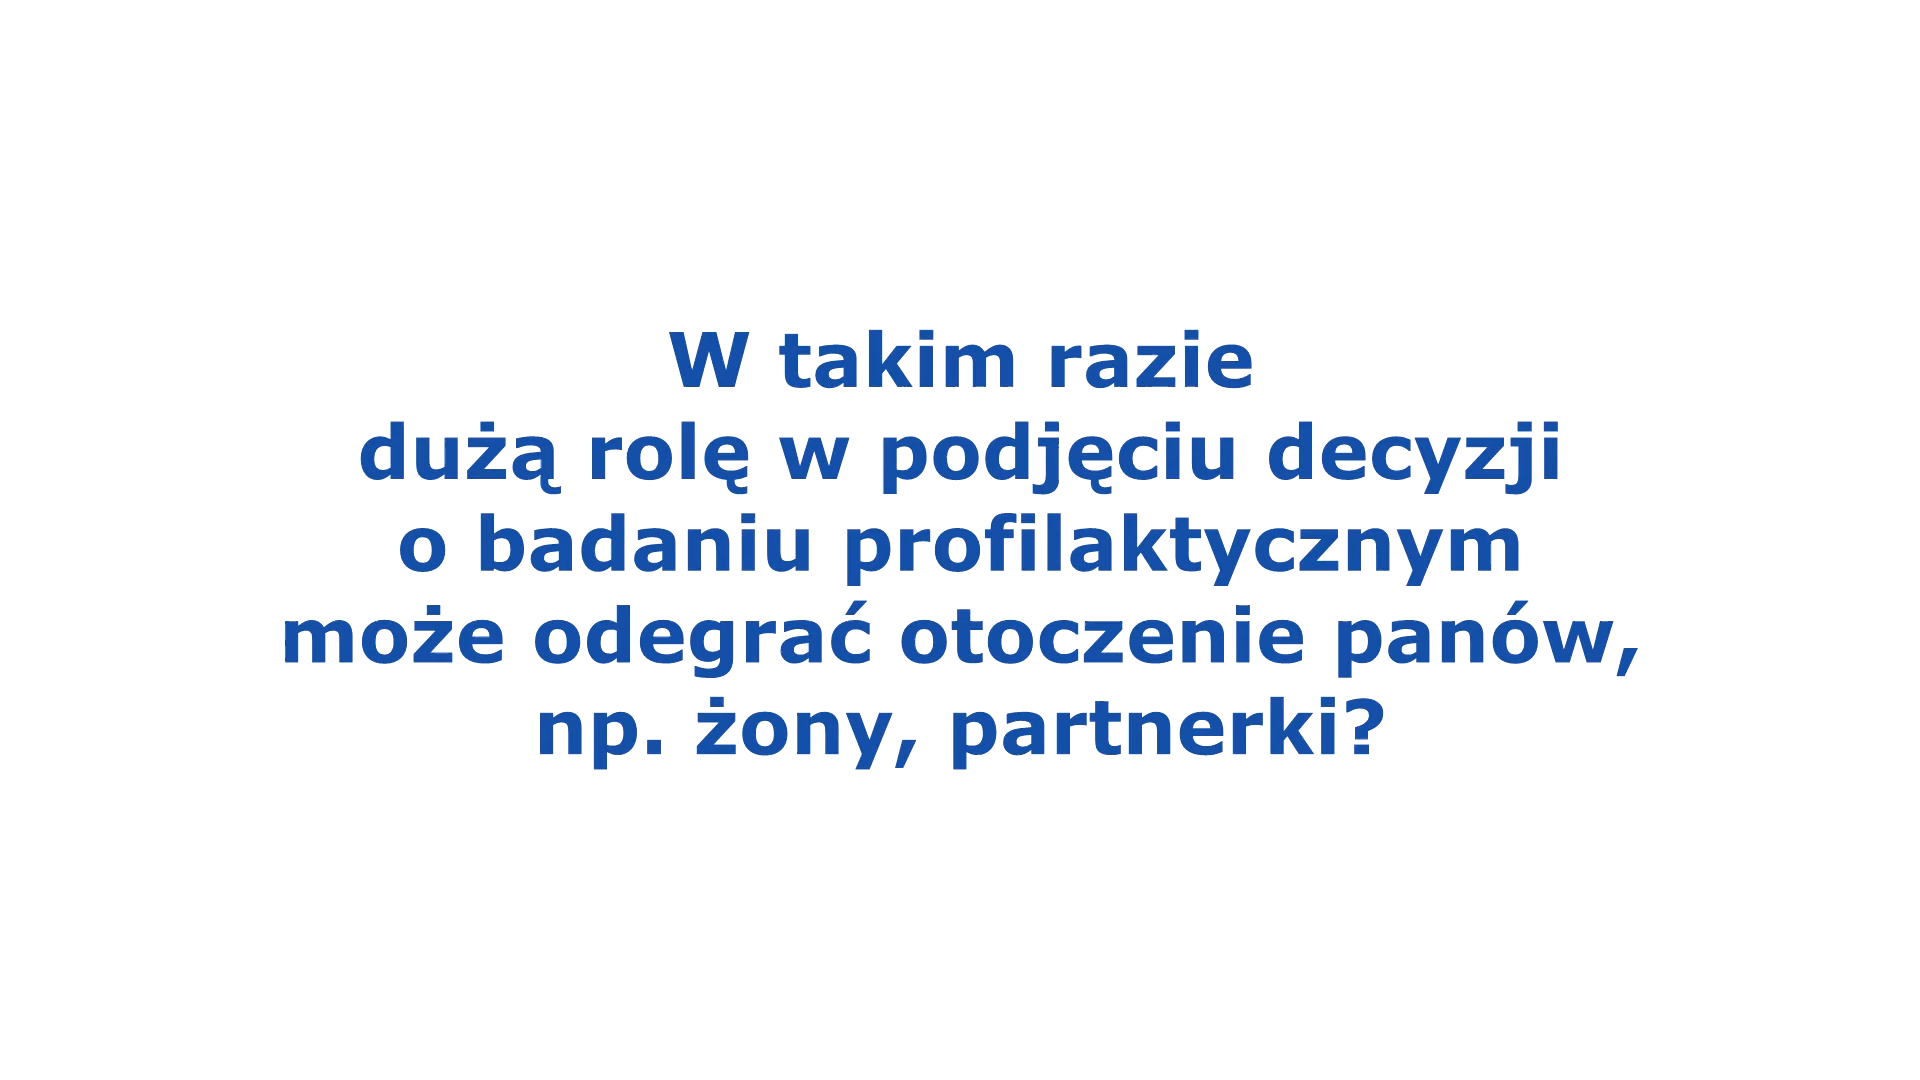 W takim razie
dużą rolę w podjęciu decyzji
o badaniu profilaktycznym
może odegrać otoczenie panów,
np. żony, partnerki?